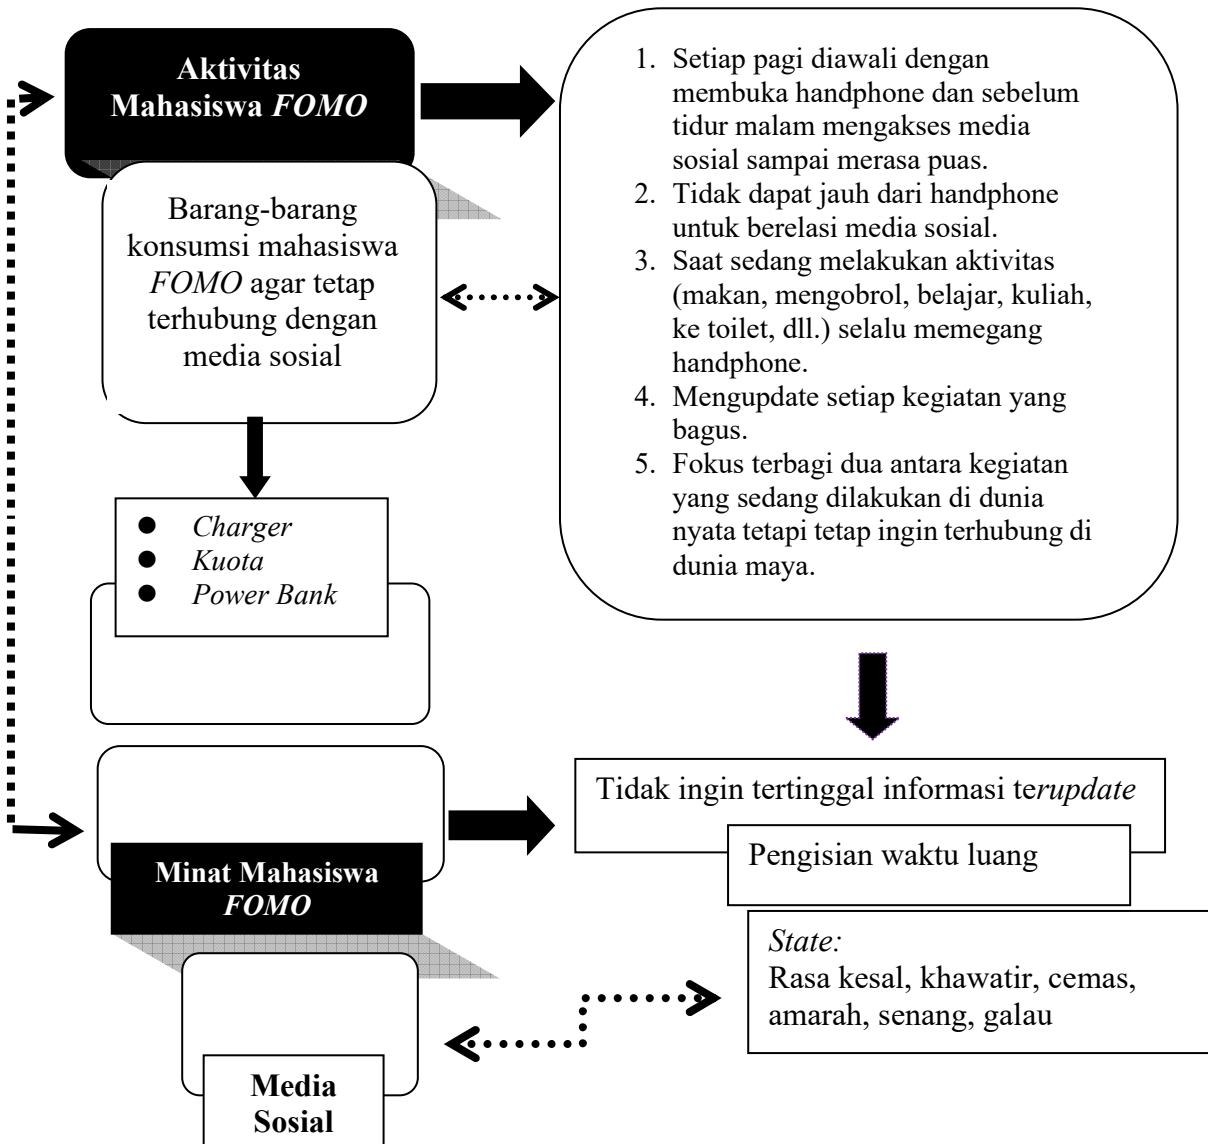 Aktivitas
Mahasiswa FOMO
Barang-barang
konsumsi mahasiswa
FOMO agar tetap
terhubung dengan
media sosial
● Charger
● Kuota
● Power Bank
1. Setiap pagi diawali dengan
membuka handphone dan sebelum
tidur malam mengakses media
sosial sampai merasa puas.
2. Tidak dapat jauh dari handphone
untuk berelasi media sosial.
3. Saat sedang melakukan aktivitas
(makan, mengobrol, belajar, kuliah,
ke toilet, dll.) selalu memegang
handphone.
4. Mengupdate setiap kegiatan yang
bagus.
5. Fokus terbagi dua antara kegiatan
yang sedang dilakukan di dunia
nyata tetapi tetap ingin terhubung di
dunia maya.
Minat Mahasiswa
FOMO
Media
Sosial
Tidak ingin tertinggal informasi terupdate
Pengisian waktu luang
State:
Rasa kesal, khawatir, cemas,
amarah, senang, galau